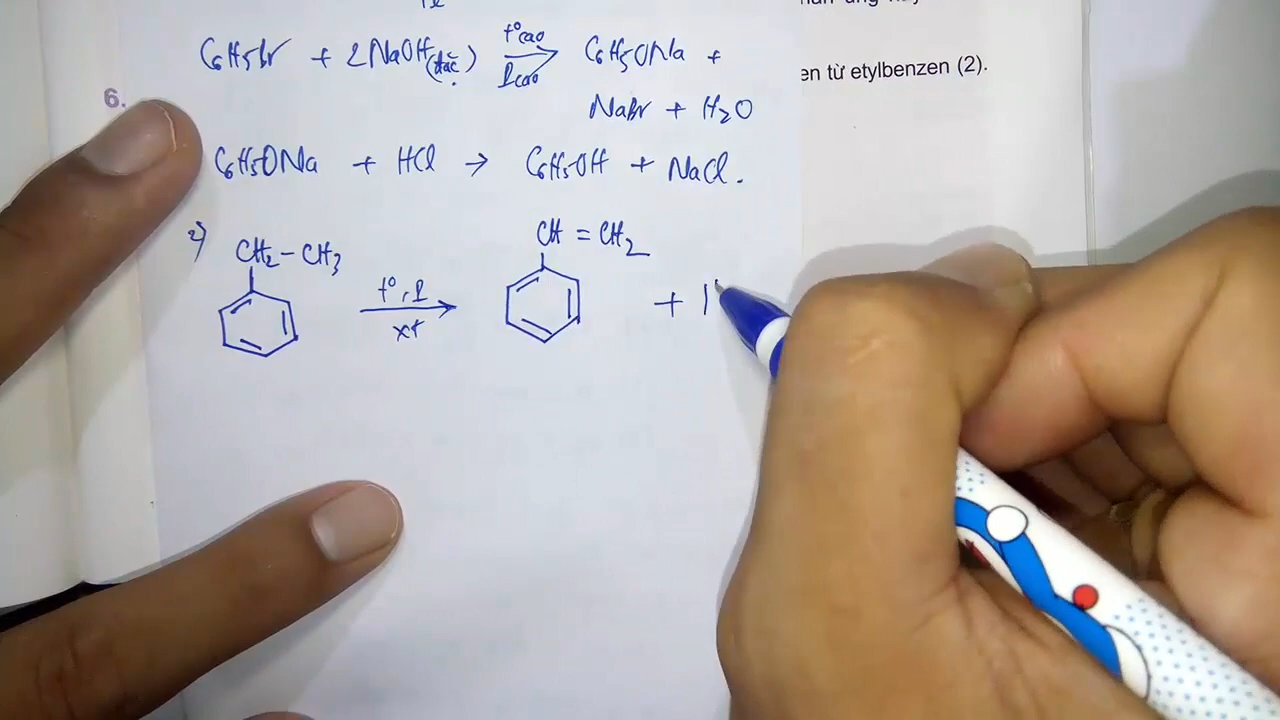 C6H5Br + 2NaOH(đặc) t° cao P cao C6H5ONa +
NaBr + H2O
en từ etylbenzen (2).
6.
C6H5ONa + HCl → C6H5OH + NaCl.
2) CH2-CH3 t°, P xt CH=CH2 +